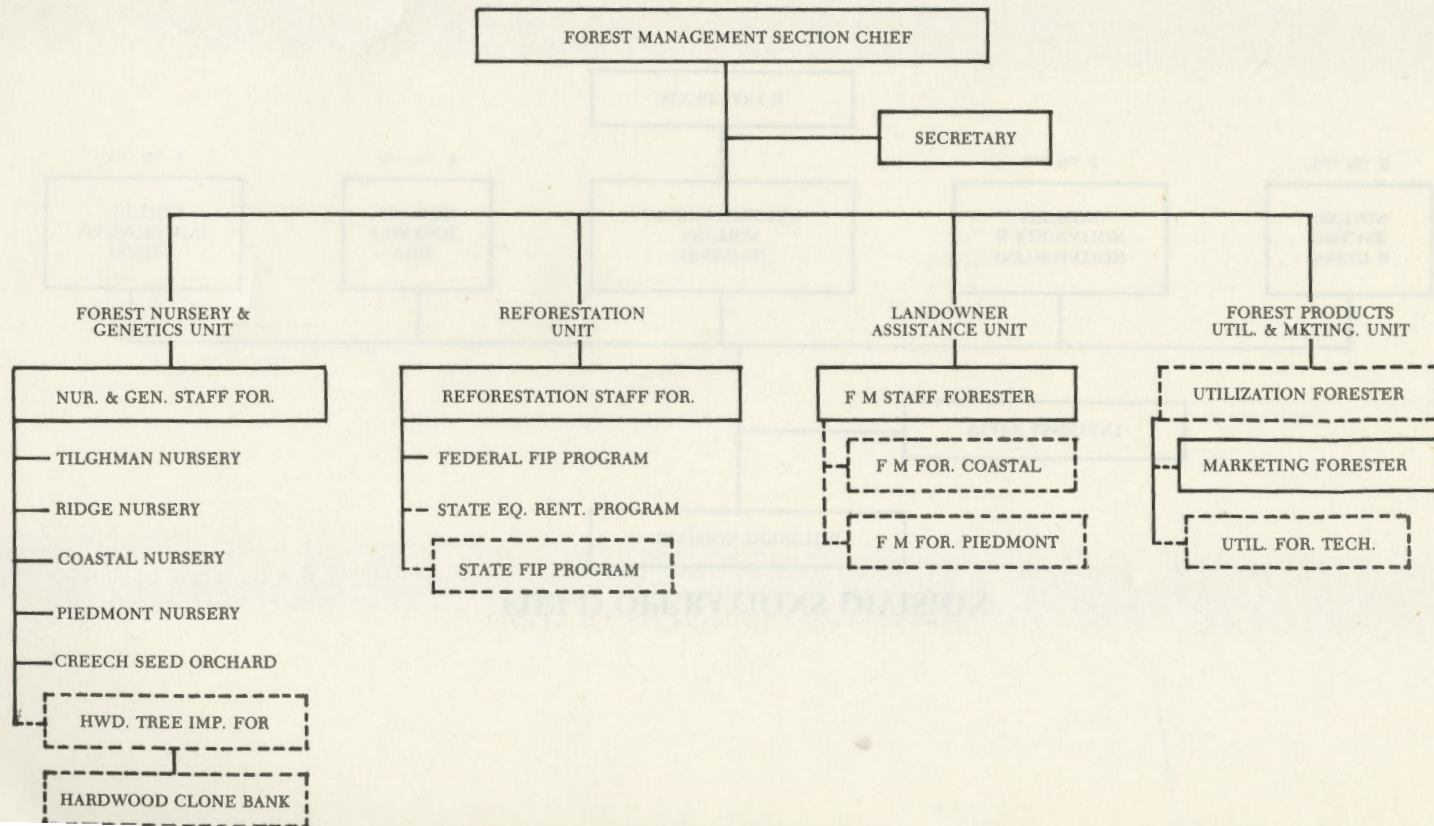 FOREST MANAGEMENT SECTION CHIEF
SECRETARY
FOREST NURSERY &
GENETICS UNIT
NUR. & GEN. STAFF FOR.
TILGHMAN NURSERY
RIDGE NURSERY
COASTAL NURSERY
PIEDMONT NURSERY
CREECH SEED ORCHARD
HWD. TREE IMP. FOR
HARDWOOD CLONE BANK
REFORESTATION
UNIT
REFORESTATION STAFF FOR.
FEDERAL FIP PROGRAM
STATE EQ. RENT. PROGRAM
STATE FIP PROGRAM
LANDOWNER
ASSISTANCE UNIT
F M STAFF FORESTER
F M FOR. COASTAL
F M FOR. PIEDMONT
FOREST PRODUCTS
UTIL. & MKTING. UNIT
UTILIZATION FORESTER
MARKETING FORESTER
UTIL. FOR. TECH.